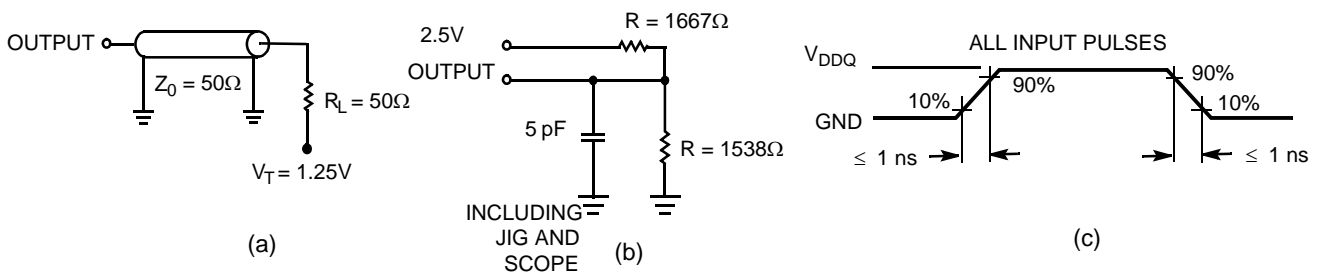 OUTPUT
Z0 = 50Ω
RL = 50Ω
VT = 1.25V
(a)
R = 1667Ω
2.5V
OUTPUT
5 pF
R = 1538Ω
INCLUDING
JIG AND
SCOPE
(b)
ALL INPUT PULSES
VDDQ
90%
90%
10%
10%
GND
≤ 1 ns
≤ 1 ns
(c)